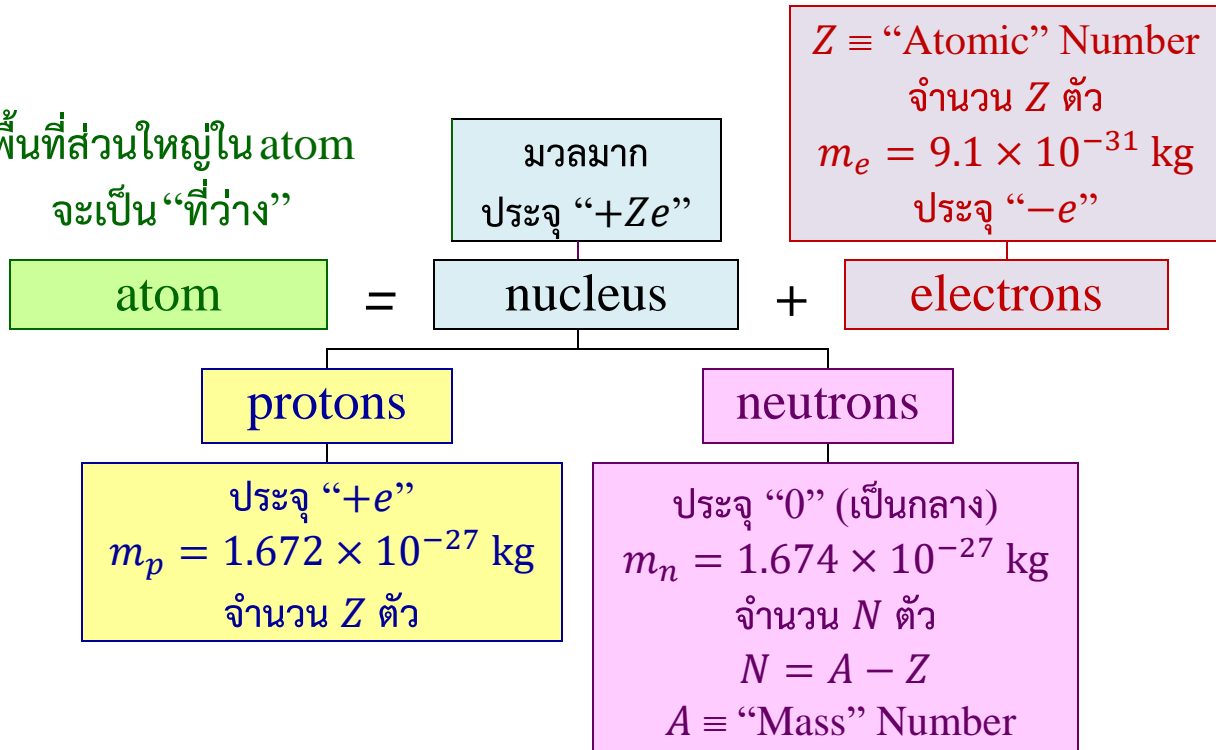 Z ≡ “Atomic” Number
จำนวน Z ตัว
mₑ = 9.1 × 10⁻³¹ kg
ประจุ “−e”
พื้นที่ส่วนใหญ่ใน atom
จะเป็น “ที่ว่าง”
มวลมาก
ประจุ “+Ze”
atom = nucleus + electrons
protons
neutrons
ประจุ “+e”
mₚ = 1.672 × 10⁻²⁷ kg
จำนวน Z ตัว
ประจุ “0” (เป็นกลาง)
mₙ = 1.674 × 10⁻²⁷ kg
จำนวน N ตัว
N = A − Z
A ≡ “Mass” Number